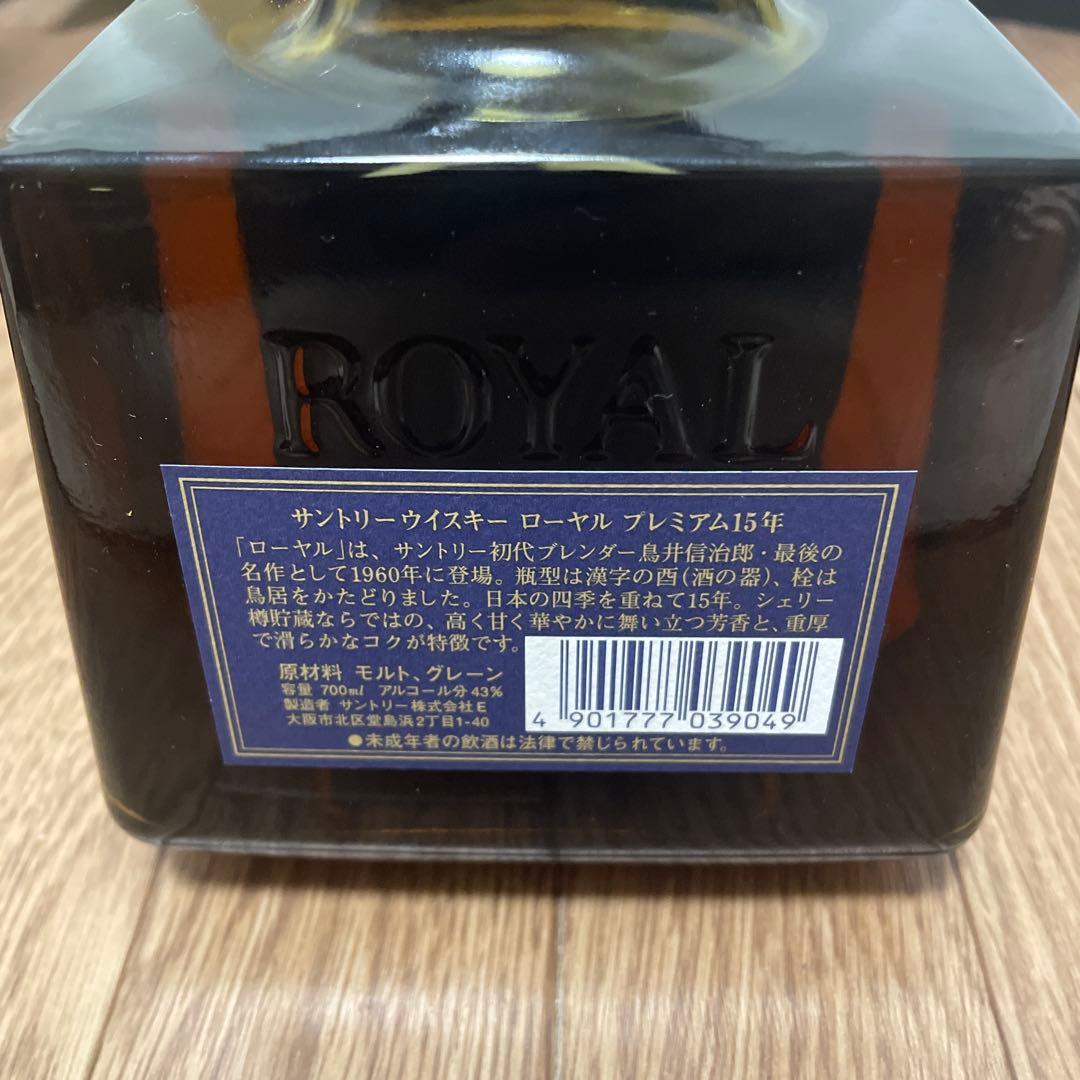 ROYAL
サントリーウイスキー ローヤル プレミアム15年
「ローヤル」は、サントリー初代ブレンダー鳥井信治郎・最後の
名作として1960年に登場。瓶型は漢字の酉(酒の器)、栓は
鳥居をかたどりました。日本の四季を重ねて15年。シェリー
樽貯蔵ならではの、高く甘く華やかに舞い立つ芳香と、重厚
で滑らかなコクが特徴です。
原材料 モルト、グレーン
容量 700ml アルコール分43%
製造者 サントリー株式会社E
大阪市北区堂島浜2丁目1-40
4 901777 039049
●未成年者の飲酒は法律で禁じられています。